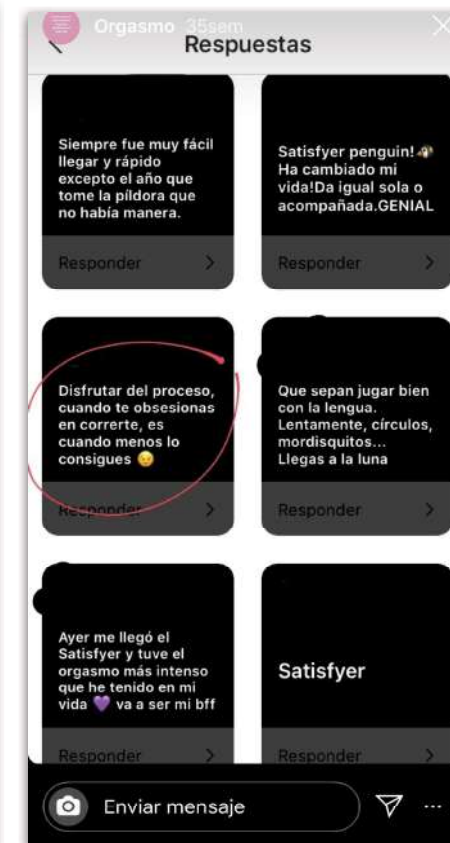 Orgasmo 35sem
Respuestas
Siempre fue muy fácil
llegar y rápido
excepto el año que
tome la píldora que
no había manera.
Responder
Satisfyer penguin!🐧
Ha cambiado mi
vida!Da igual sola o
acompañada.GENIAL
Responder
Disfrutar del proceso,
cuando te obsesionas
en correrte, es
cuando menos lo
consigues 😉
Responder
Que sepan jugar bien
con la lengua.
Lentamente, círculos,
mordisquitos...
Llegas a la luna
Responder
Ayer me llegó el
Satisfyer y tuve el
orgasmo más intenso
que he tenido en mi
vida 💜 va a ser mi bff
Responder
Satisfyer
Responder
Enviar mensaje